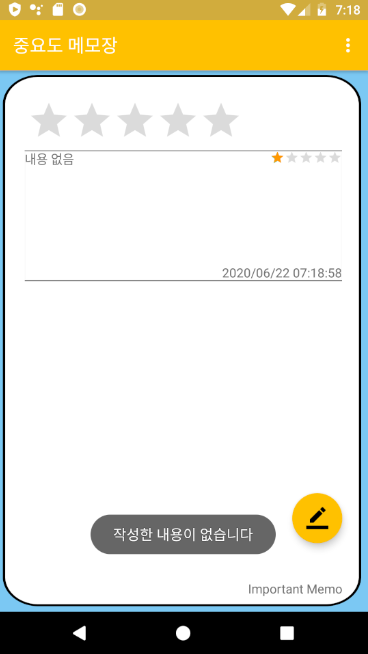 7:18
중요도 메모장
내용 없음
2020/06/22 07:18:58
작성한 내용이 없습니다
Important Memo